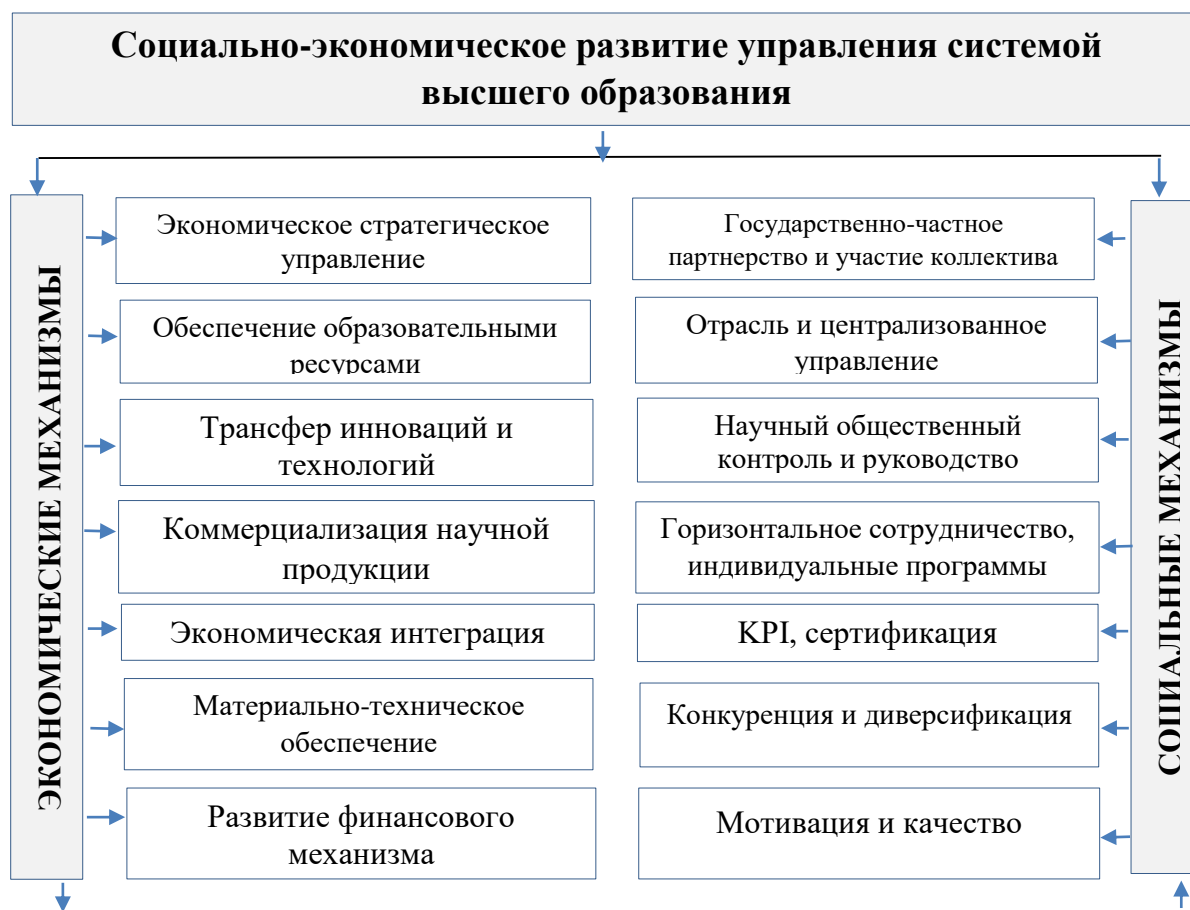 Социально-экономическое развитие управления системой
высшего образования
ЭКОНОМИЧЕСКИЕ МЕХАНИЗМЫ
Экономическое стратегическое
управление
Обеспечение образовательными
ресурсами
Трансфер инноваций и
технологий
Коммерциализация научной
продукции
Экономическая интеграция
Материально-техническое
обеспечение
Развитие финансового
механизма
Государственно-частное
партнерство и участие коллектива
Отрасль и централизованное
управление
Научный общественный
контроль и руководство
Горизонтальное сотрудничество,
индивидуальные программы
KPI, сертификация
Конкуренция и диверсификация
Мотивация и качество
СОЦИАЛЬНЫЕ МЕХАНИЗМЫ